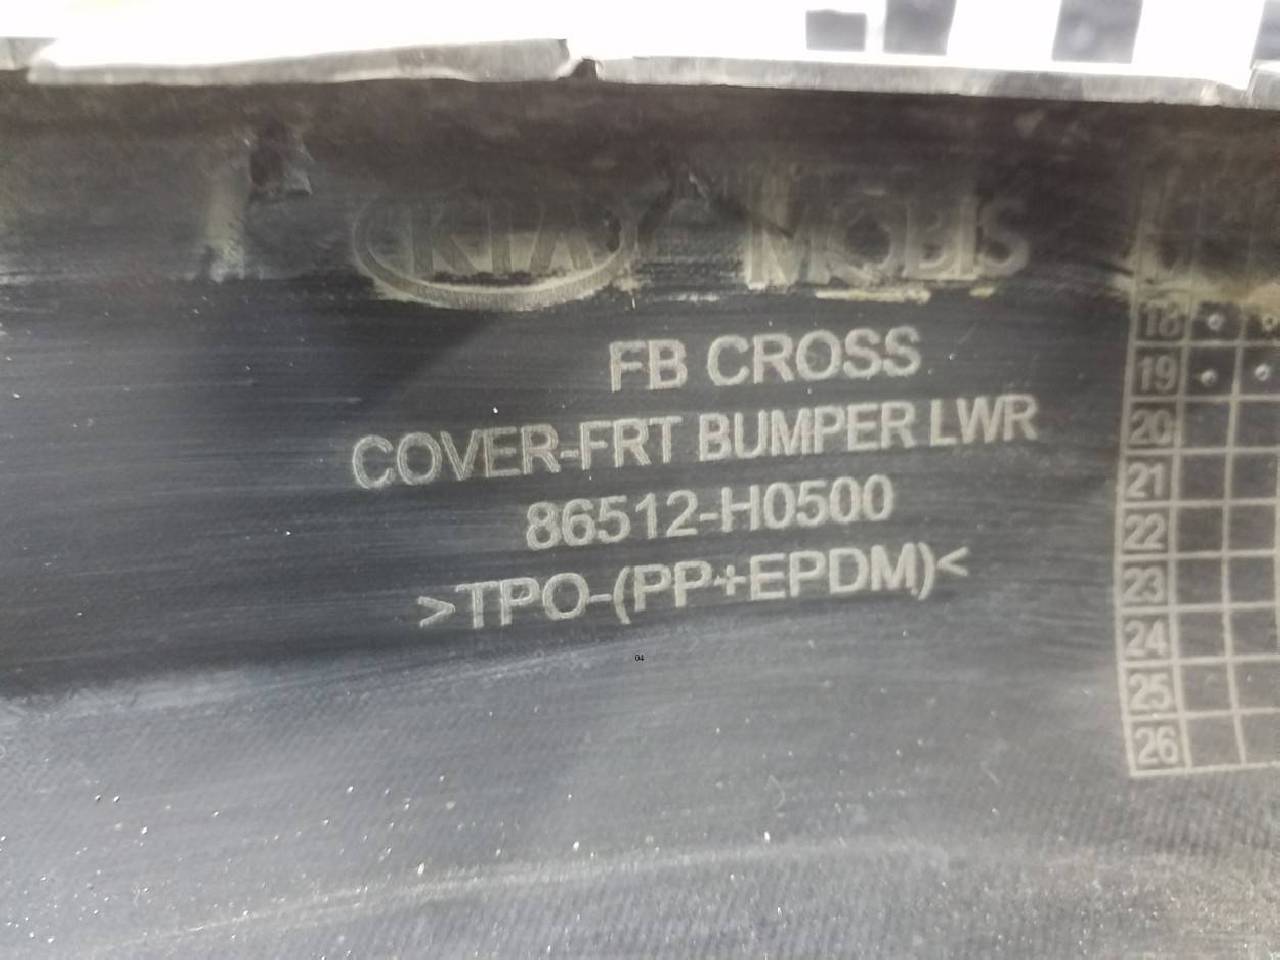 KIA MOBIS
FB CROSS
COVER-FRT BUMPER LWR
86512-H0500
>TPO-(PP+EPDM)<
18
19
20
21
22
23
24
25
26
04